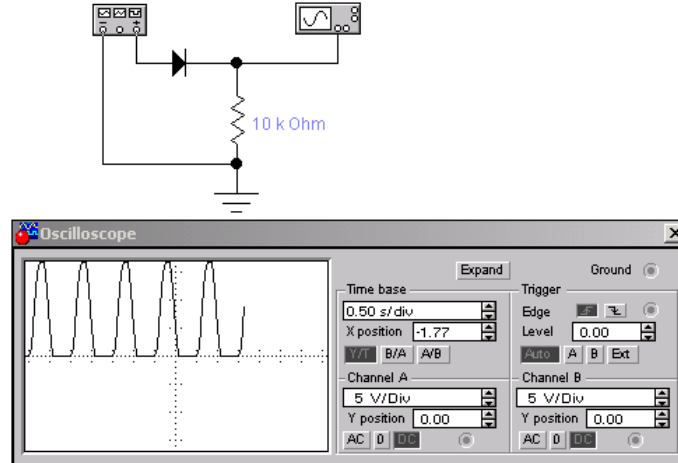 10 k Ohm
Oscilloscope
Expand
Ground
Time base
0.50 s/div
X position -1.77
Y/T B/A A/B
Trigger
Edge
Level 0.00
Auto A B Ext
Channel A
5 V/Div
Y position 0.00
AC 0 DC
Channel B
5 V/Div
Y position 0.00
AC 0 DC